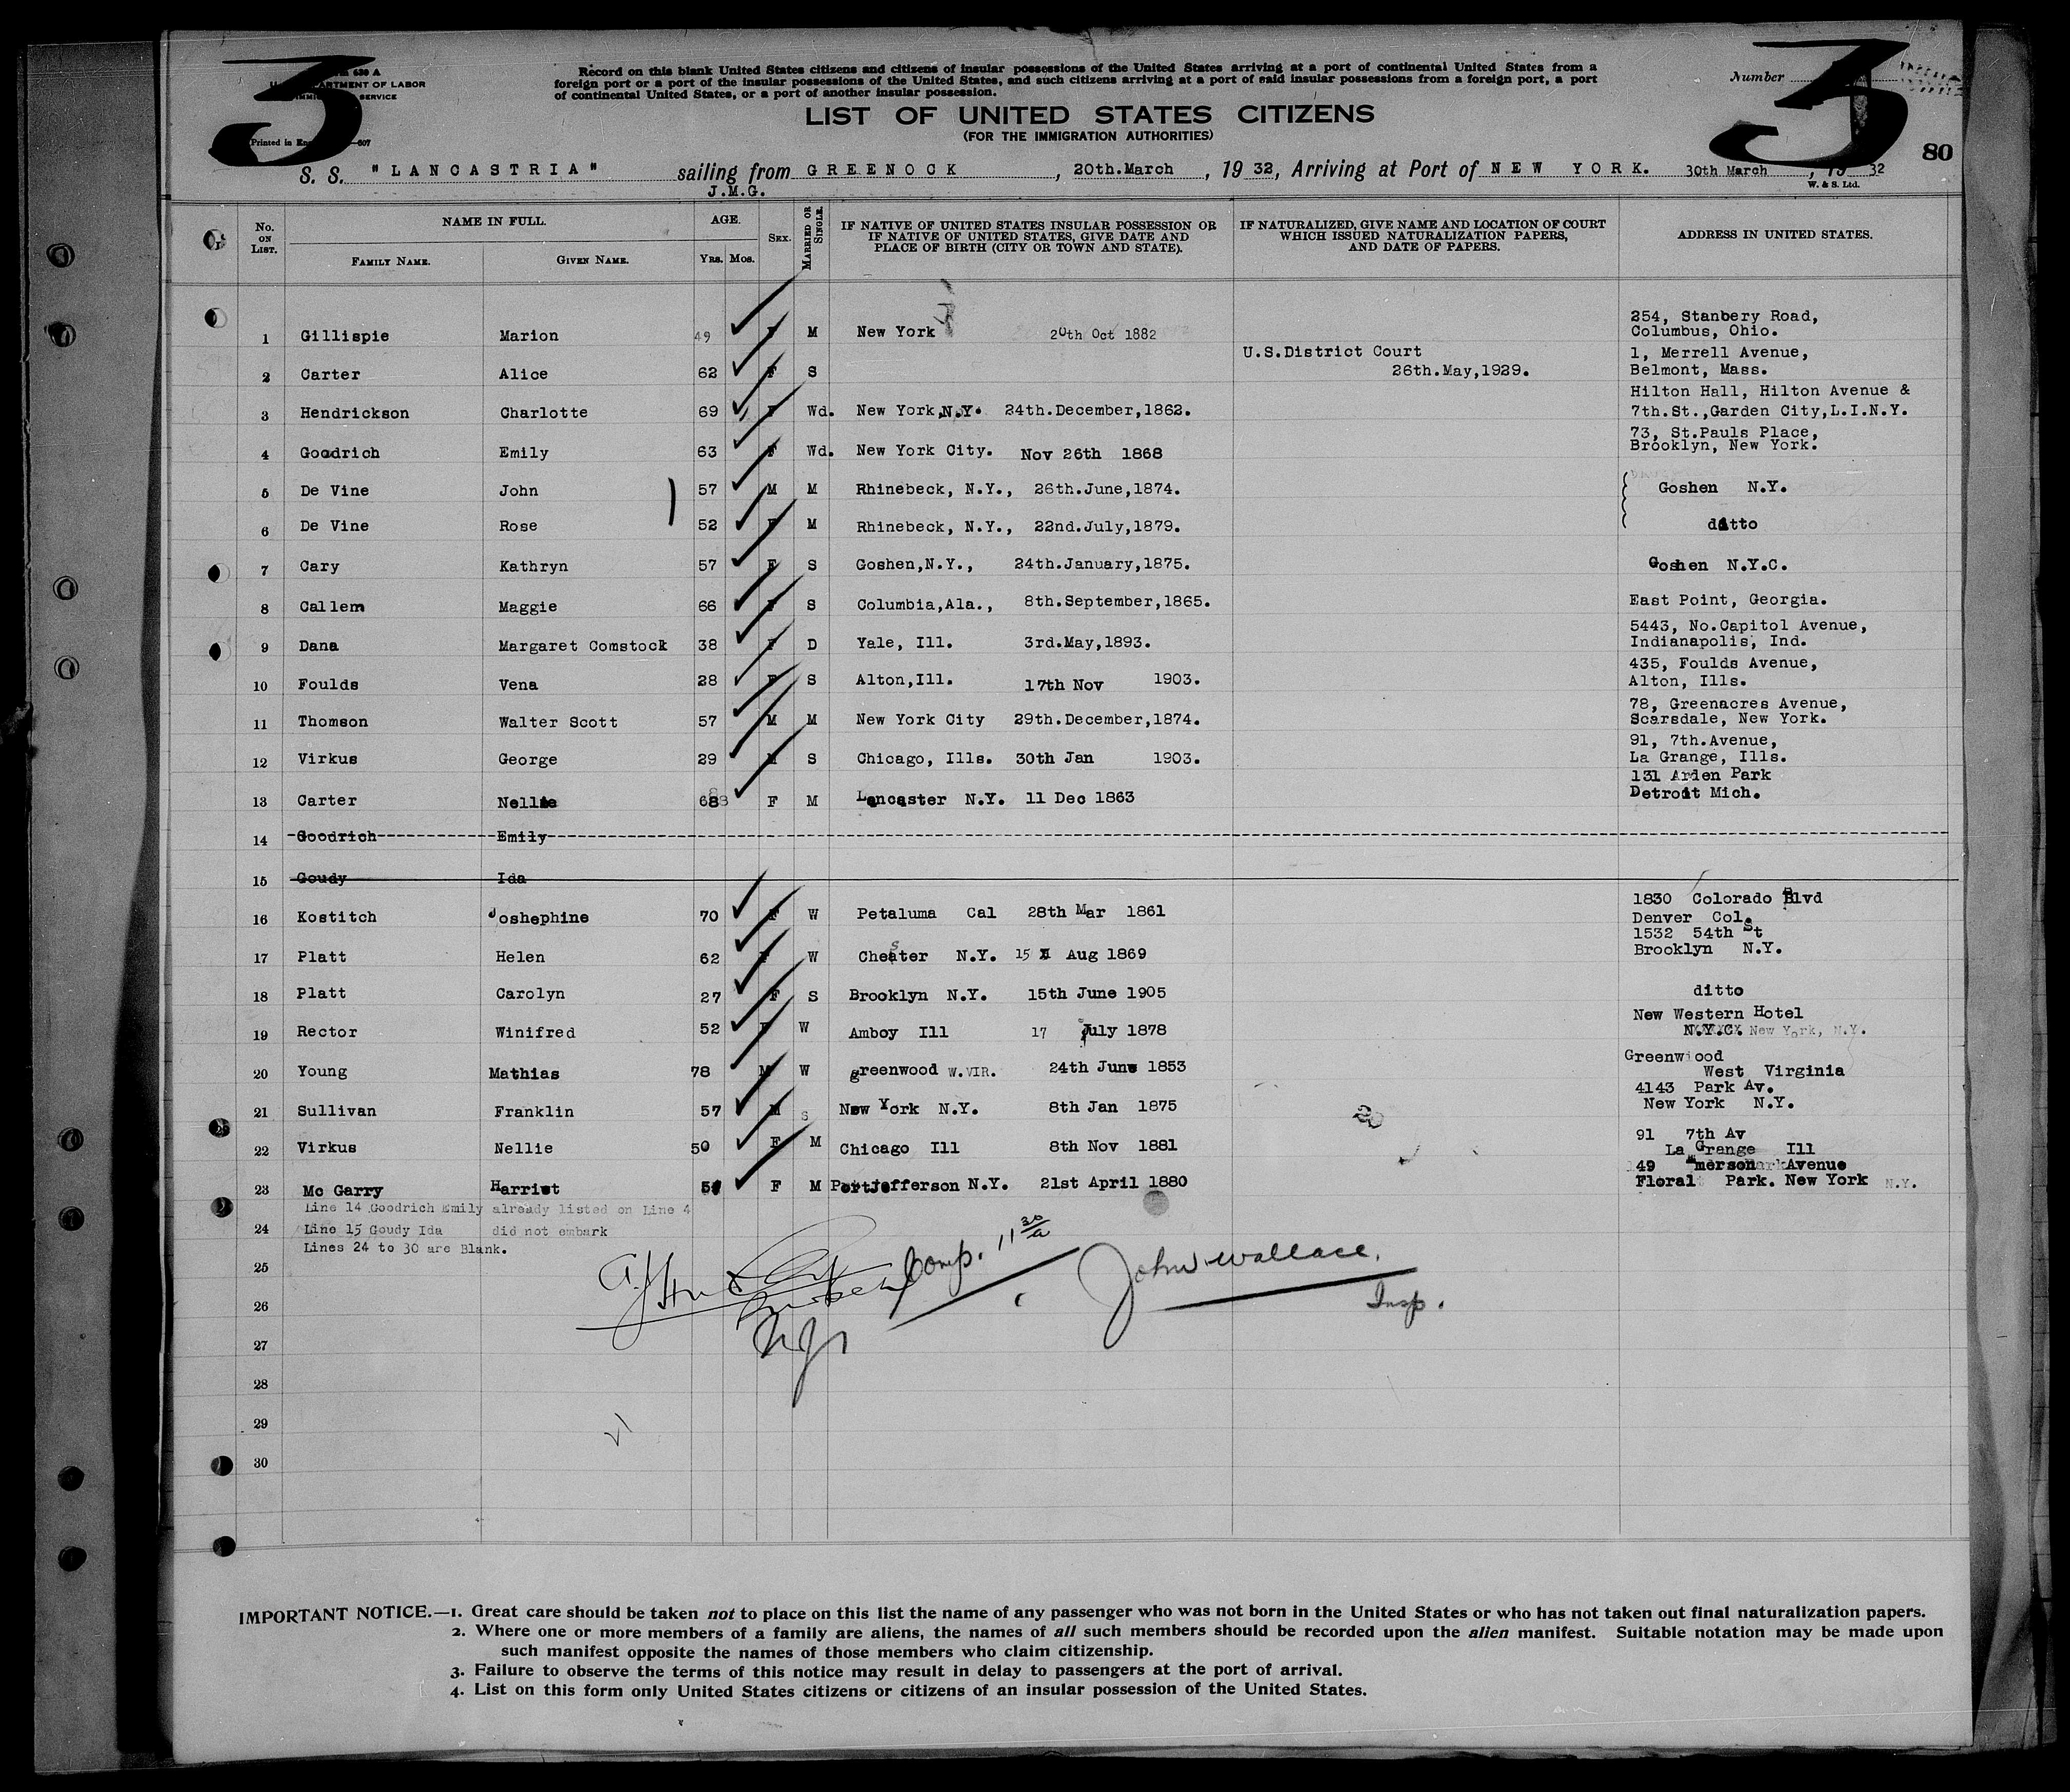 3
3
DEPARTMENT OF LABOR
SERVICE
Printed in
Record on this blank United States citizens and citizens of insular possessions of the United States arriving at a port of continental United States from a
foreign port or a port of the insular possessions of the United States, and such citizens arriving at a port of said insular possessions from a foreign port, a port
of continental United States, or a port of another insular possession.
Number
LIST OF UNITED STATES CITIZENS
(FOR THE IMMIGRATION AUTHORITIES)
80
S. S. "LANCASTRIA" sailing from GREENOCK, 20th.March, 1932, Arriving at Port of NEW YORK. 30th March, 1932
J.M.G.
W. & S. Ltd.
No. ON LIST. NAME IN FULL. AGE. SEX. MARRIED OR SINGLE. IF NATIVE OF UNITED STATES INSULAR POSSESSION OR IF NATIVE OF UNITED STATES, GIVE DATE AND PLACE OF BIRTH (CITY OR TOWN AND STATE). IF NATURALIZED, GIVE NAME AND LOCATION OF COURT WHICH ISSUED NATURALIZATION PAPERS, AND DATE OF PAPERS. ADDRESS IN UNITED STATES.
FAMILY NAME. GIVEN NAME. YRS. MOS.
254, Stanbery Road,
1 Gillispie Marion 49 F M New York 20th Oct 1882 Columbus, Ohio.
U.S.District Court 1, Merrell Avenue,
2 Carter Alice 62 F S 26th.May,1929. Belmont, Mass.
Hilton Hall, Hilton Avenue &
3 Hendrickson Charlotte 69 F Wd. New York,N.Y. 24th.December,1862. 7th.St.,Garden City,L.I.N.Y.
73, St.Pauls Place,
4 Goodrich Emily 63 F Wd. New York City. Nov 26th 1868 Brooklyn, New York.
5 De Vine John 57 M M Rhinebeck, N.Y., 26th.June,1874. Goshen N.Y.
6 De Vine Rose 52 F M Rhinebeck, N.Y., 22nd.July,1879. ditto
7 Cary Kathryn 57 F S Goshen,N.Y., 24th.January,1875. Goshen N.Y.C.
8 Callem Maggie 66 F S Columbia,Ala., 8th.September,1865. East Point, Georgia.
5443, No.Capitol Avenue,
9 Dana Margaret Comstock 38 F D Yale, Ill. 3rd.May,1893. Indianapolis, Ind.
435, Foulds Avenue,
10 Foulds Vena 28 F S Alton,Ill. 17th Nov 1903. Alton, Ills.
78, Greenacres Avenue,
11 Thomson Walter Scott 57 M M New York City 29th.December,1874. Scarsdale, New York.
91, 7th.Avenue,
12 Virkus George 29 M S Chicago, Ills. 30th Jan 1903. La Grange, Ills.
131 Arden Park
13 Carter Nellie 68 F M Lancaster N.Y. 11 Dec 1863 Detroit Mich.
14 Goodrich Emily
15 Goudy Ida
1830 Colorado Blvd
16 Kostitch Joshephine 70 F W Petaluma Cal 28th Mar 1861 Denver Col.
1532 54th St
17 Platt Helen 62 F W Chester N.Y. 15 Aug 1869 Brooklyn N.Y.
18 Platt Carolyn 27 F S Brooklyn N.Y. 15th June 1905 ditto
New Western Hotel
19 Rector Winifred 52 F W Amboy Ill 17 July 1878 N.Y.C. New York, N.Y.
Greenwood
20 Young Mathias 78 M W greenwood W.VIR. 24th June 1853 West Virginia
4143 Park Av.
21 Sullivan Franklin 57 M S New York N.Y. 8th Jan 1875 New York N.Y.
91 7th Av
22 Virkus Nellie 50 F M Chicago Ill 8th Nov 1881 La Grange Ill
49 Emerson Avenue
23 Mc Garry Harriet 51 F M PortJefferson N.Y. 21st April 1880 Floral Park. New York N.Y.
Line 14 Goodrich Emily already listed on Line 4
24 Line 15 Goudy Ida did not embark
Lines 24 to 30 are Blank.
25
Comp. 11 30/a John Wallace.
26 Insp.
27
28
29
30
IMPORTANT NOTICE.—1. Great care should be taken not to place on this list the name of any passenger who was not born in the United States or who has not taken out final naturalization papers.
2. Where one or more members of a family are aliens, the names of all such members should be recorded upon the alien manifest. Suitable notation may be made upon
such manifest opposite the names of those members who claim citizenship.
3. Failure to observe the terms of this notice may result in delay to passengers at the port of arrival.
4. List on this form only United States citizens or citizens of an insular possession of the United States.